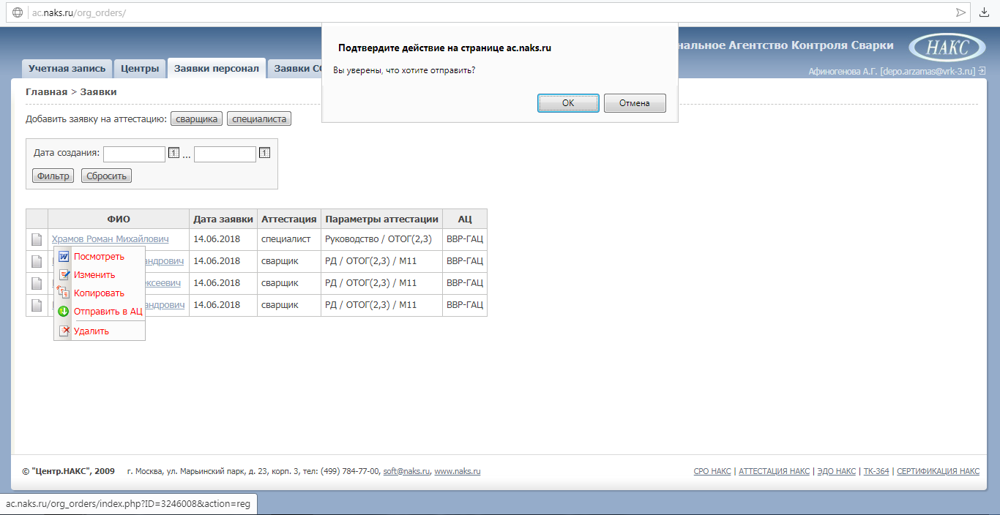 ac.naks.ru/org_orders/
Подтвердите действие на странице ac.naks.ru
Вы уверены, что хотите отправить?
OK Отмена
Агентство Контроля Сварки
НАКС
Афиногенова А.Г. [depo.arzamas@vrk-3.ru]
Учетная запись Центры Заявки персонал Заявки
Главная > Заявки
Добавить заявку на аттестацию: сварщика специалиста
Дата создания: 1 ... 1
Фильтр Сбросить
ФИО Дата заявки Аттестация Параметры аттестации АЦ
Храмов Роман Михайлович 14.06.2018 специалист Руководство / ОТОГ(2,3) ВВР-ГАЦ
андрович 14.06.2018 сварщик РД / ОТОГ(2,3) / М11 ВВР-ГАЦ
ексеевич 14.06.2018 сварщик РД / ОТОГ(2,3) / М11 ВВР-ГАЦ
андрович 14.06.2018 сварщик РД / ОТОГ(2,3) / М11 ВВР-ГАЦ
Посмотреть
Изменить
Копировать
Отправить в АЦ
Удалить
© "Центр.НАКС", 2009 г. Москва, ул. Марьинский парк, д. 23, корп. 3, тел: (499) 784-77-00, soft@naks.ru, www.naks.ru
СРО НАКС | АТТЕСТАЦИЯ НАКС | ЭДО НАКС | ТК-364 | СЕРТИФИКАЦИЯ НАКС
ac.naks.ru/org_orders/index.php?ID=3246008&action=reg